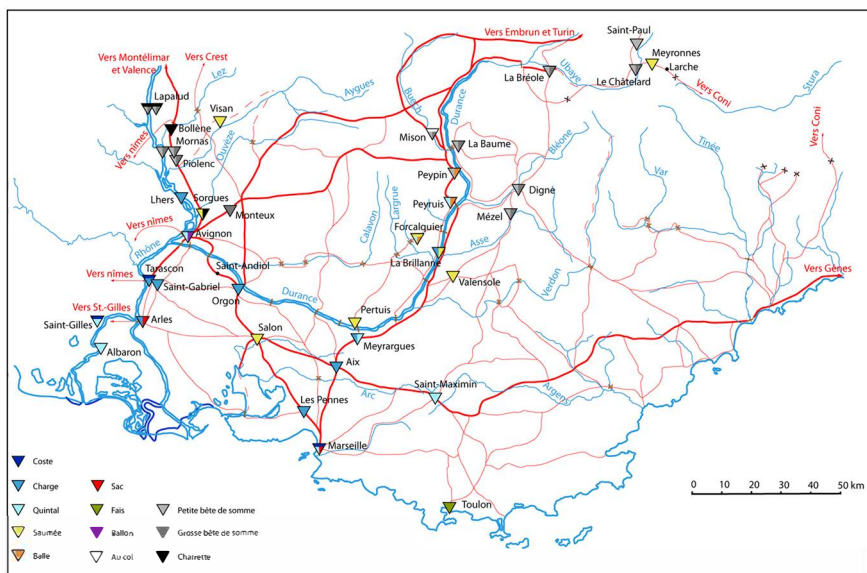 Vers Embrun et Turin
Saint-Paul
Vers Montélimar
et Valence
Vers Crest
Meyronnes
Larche
Lez
La Bréole
Ubaye
Le Châtelard
Vers Coni
Stura
Lapalud
Visan
Aygues
Buech
Durance
Bollène
Mornas
Ouvèze
Mison
La Baume
Bléone
Tinée
Vers Coni
Vers nîmes
Piolenc
Peypin
Var
Lhers
Sorgues
Monteux
Digne
Calavon
Largrue
Peyruis
Mézel
Vers nîmes
Avignon
Forcalquier
Asse
Rhône
La Brillanne
Vers nîmes
Tarascon
Saint-Andiol
Vers Gênes
Saint-Gabriel
Orgon
Durance
Valensole
Verdon
Vers St.-Gilles
Saint-Gilles
Arles
Pertuis
Salon
Meyrargues
Albaron
Aix
Saint-Maximin
Arc
Argens
Les Pennes
Marseille
Toulon
0 10 20 30 40 50 km
Coste
Charge
Sac
Quintal
Fais
Petite bête de somme
Saumée
Ballon
Grosse bête de somme
Balle
Au col
Charrette